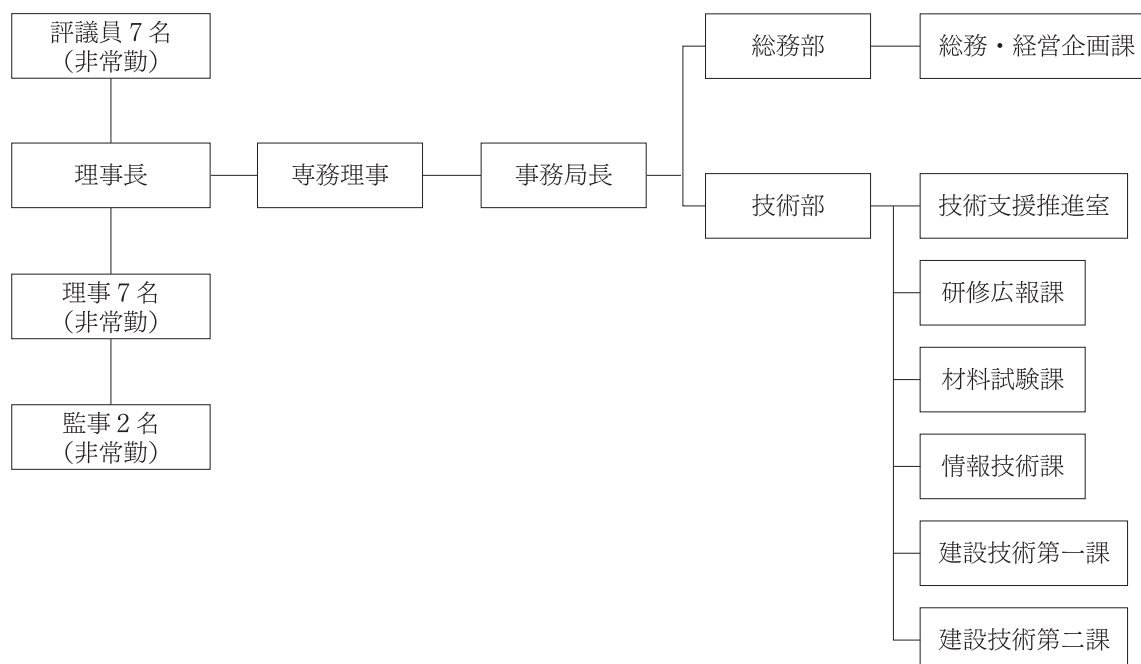 評議員７名
（非常勤）
理事長
専務理事
事務局長
総務部
総務・経営企画課
技術部
技術支援推進室
理事７名
（非常勤）
研修広報課
材料試験課
監事２名
（非常勤）
情報技術課
建設技術第一課
建設技術第二課